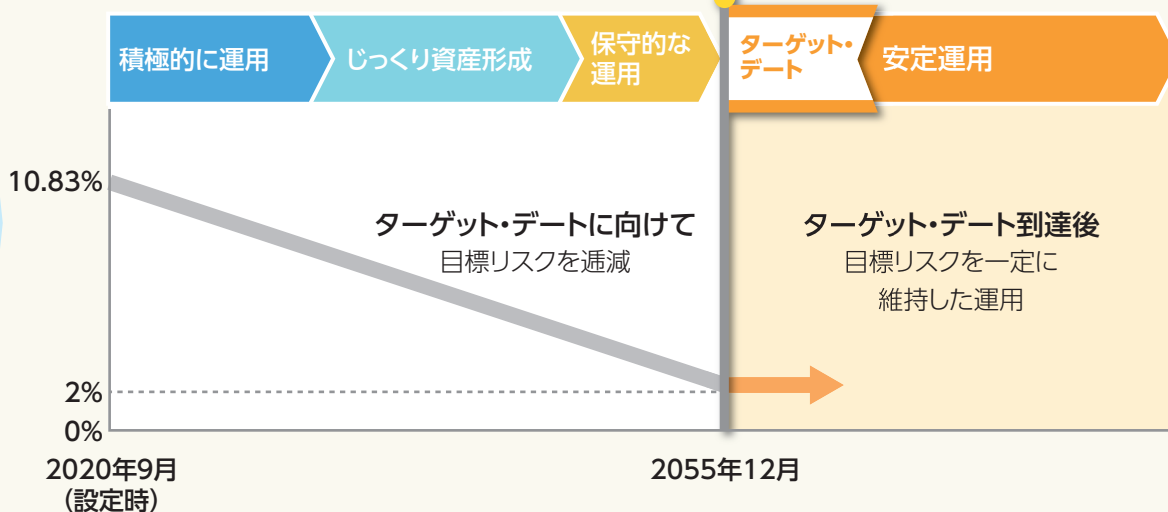 積極的に運用
じっくり資産形成
保守的な
運用
ターゲット・
デート
安定運用
10.83%
ターゲット・デートに向けて
目標リスクを逓減
ターゲット・デート到達後
目標リスクを一定に
維持した運用
2%
0%
2020年9月
(設定時)
2055年12月